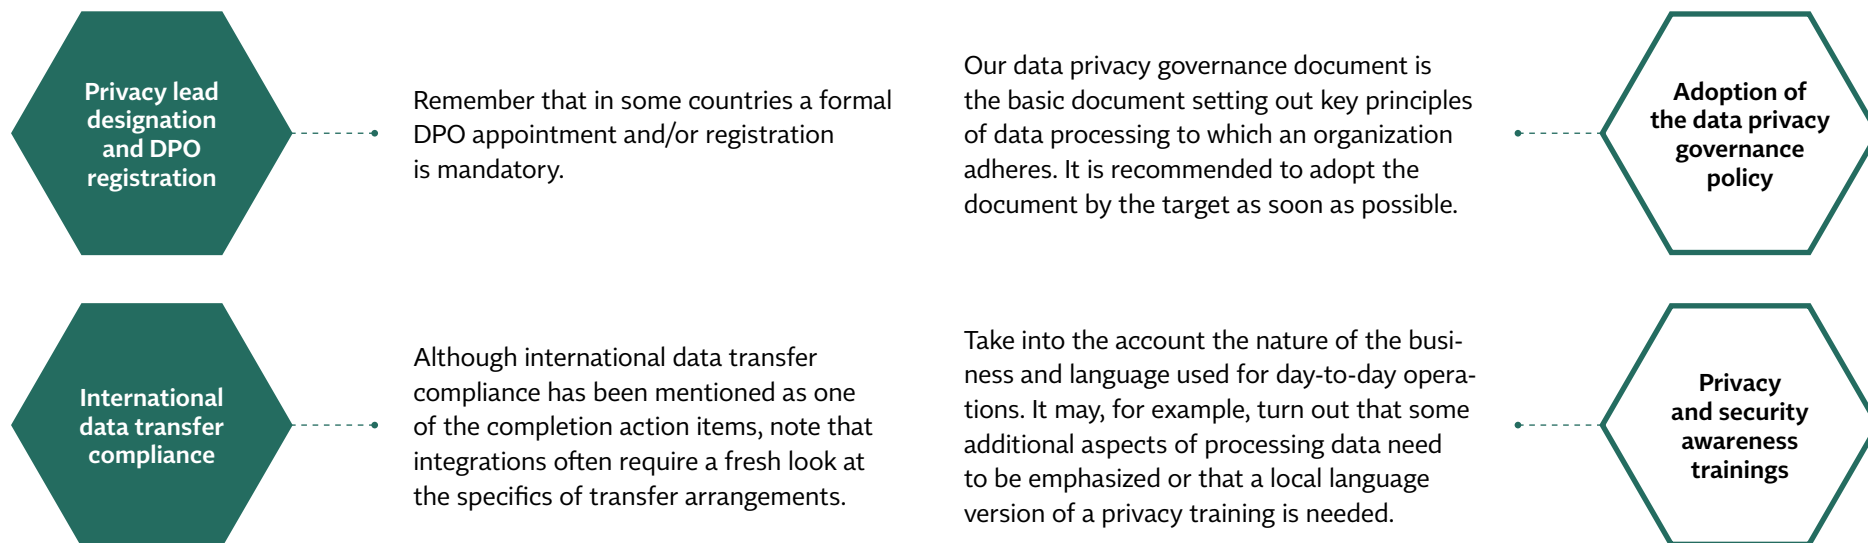 Privacy lead
designation
and DPO
registration
Remember that in some countries a formal
DPO appointment and/or registration
is mandatory.
Our data privacy governance document is
the basic document setting out key principles
of data processing to which an organization
adheres. It is recommended to adopt the
document by the target as soon as possible.
Adoption of
the data privacy
governance
policy
International
data transfer
compliance
Although international data transfer
compliance has been mentioned as one
of the completion action items, note that
integrations often require a fresh look at
the specifics of transfer arrangements.
Take into the account the nature of the busi-
ness and language used for day-to-day opera-
tions. It may, for example, turn out that some
additional aspects of processing data need
to be emphasized or that a local language
version of a privacy training is needed.
Privacy
and security
awareness
trainings